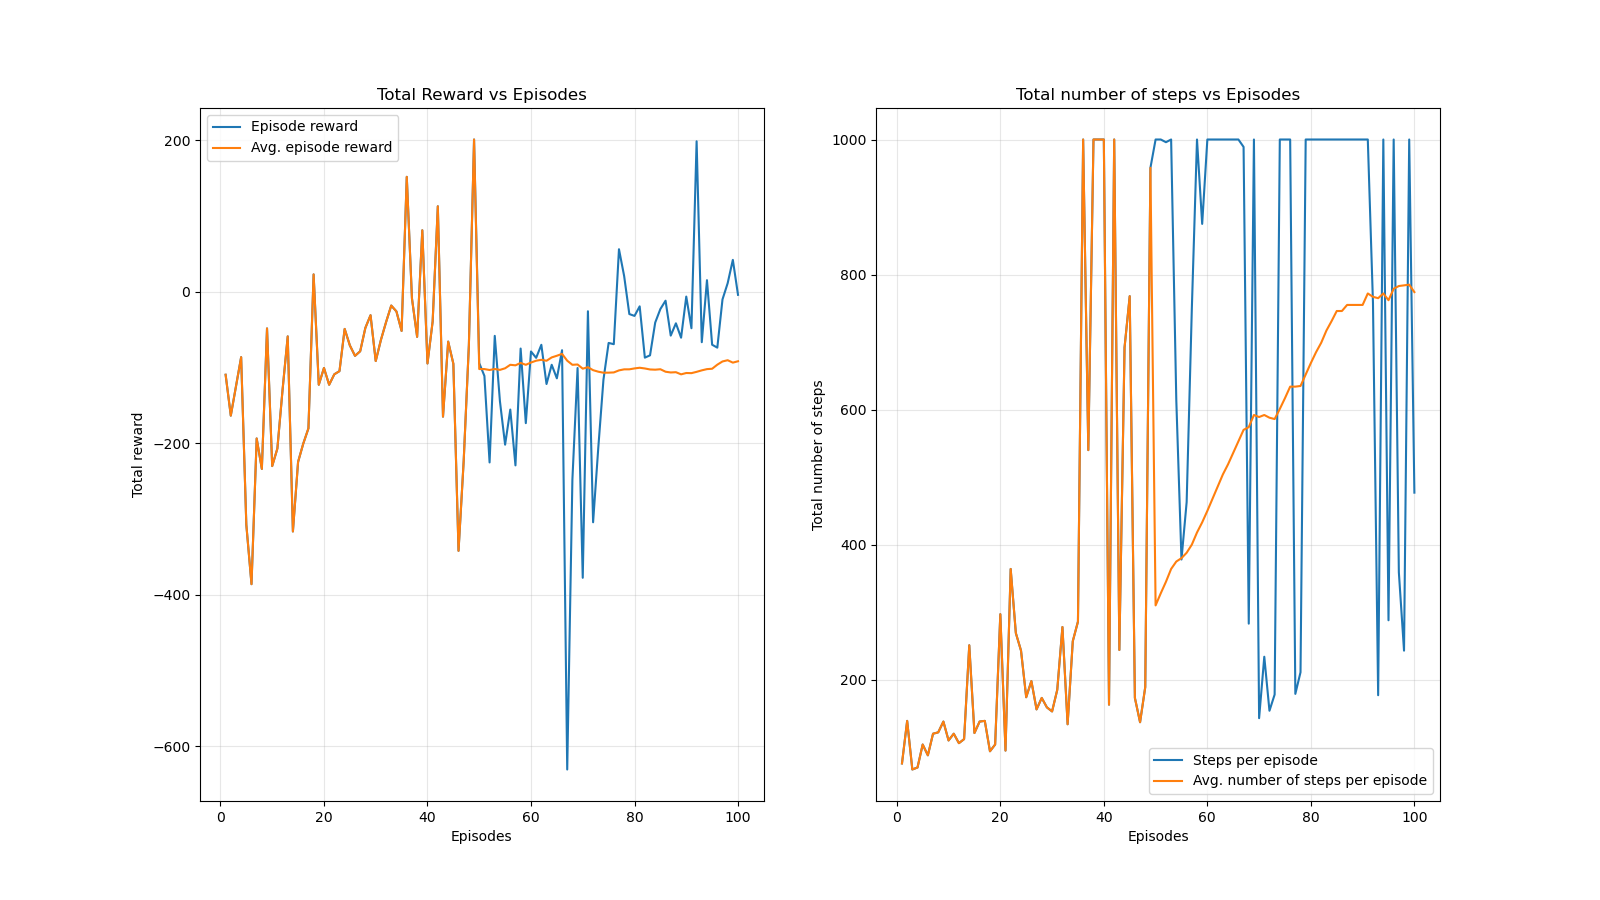 Total Reward vs Episodes
Episode reward
Avg. episode reward
200
0
−200
−400
−600
Total reward
0
20
40
60
80
100
Episodes
Total number of steps vs Episodes
1000
800
600
400
200
Total number of steps
Steps per episode
Avg. number of steps per episode
0
20
40
60
80
100
Episodes